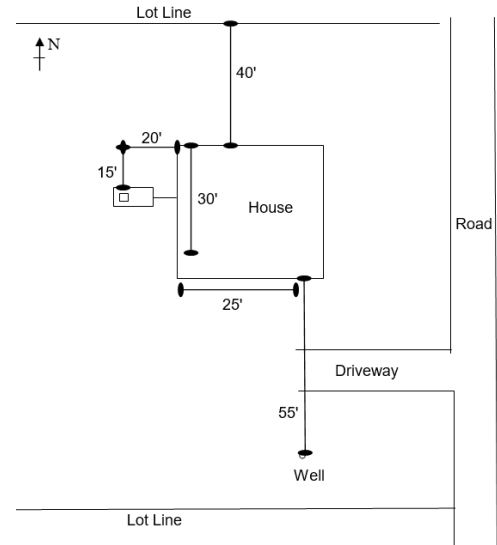 Lot Line
N
40'
20'
15'
30'
House
Road
25'
Driveway
55'
Well
Lot Line